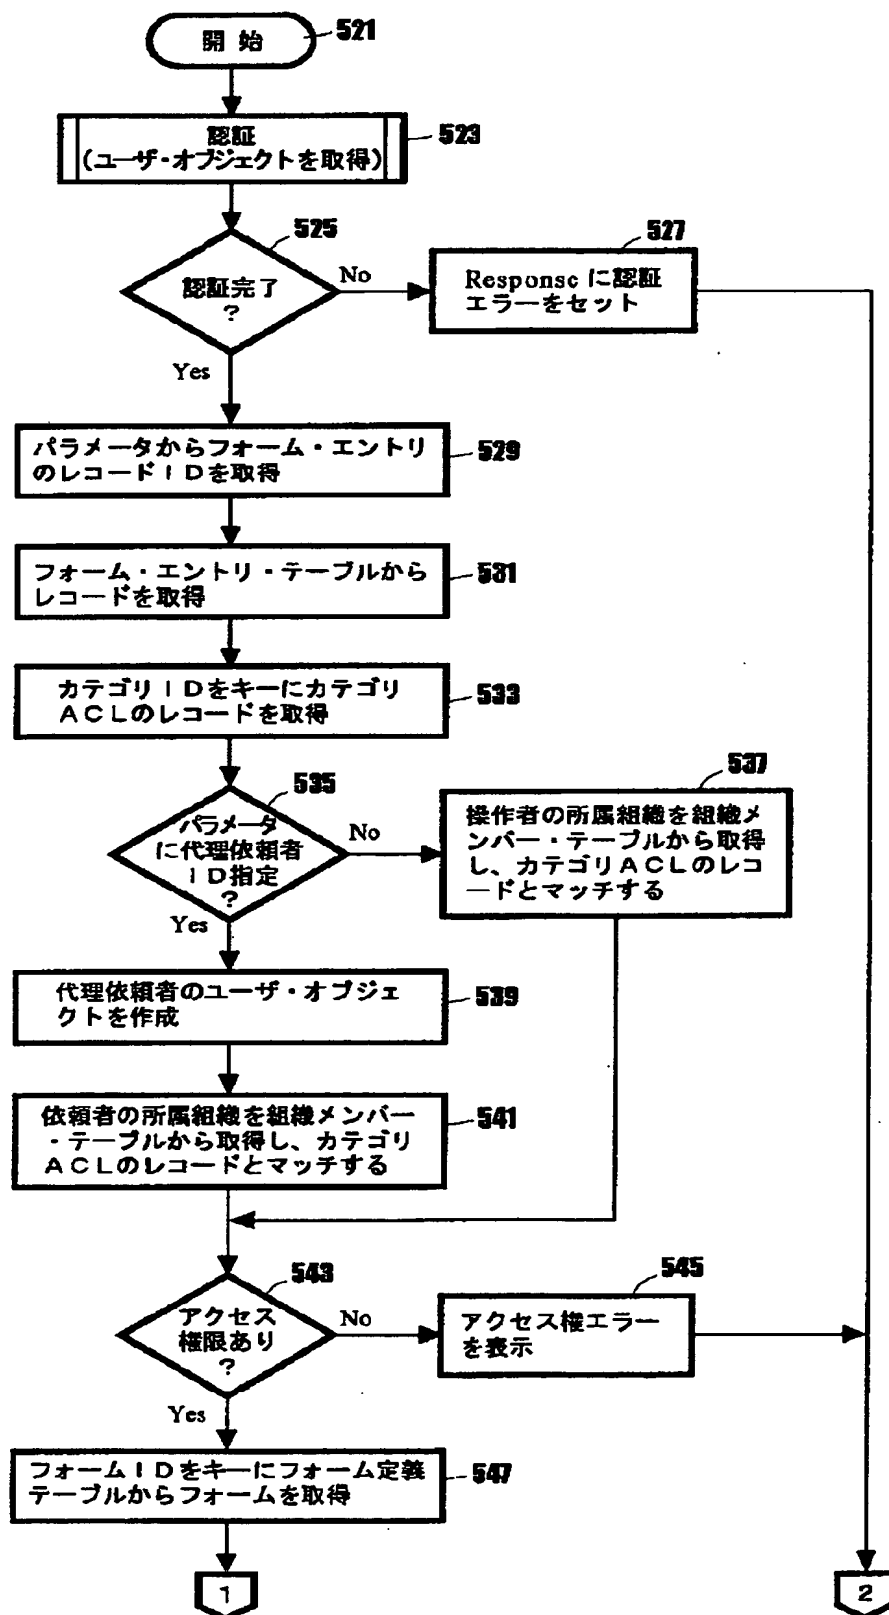 開始
521
認証
(ユーザ・オブジェクトを取得)
523
525
認証完了
?
No
Yes
527
Response に認証
エラーをセット
パラメータからフォーム・エントリ
のレコードIDを取得
529
フォーム・エントリ・テーブルから
レコードを取得
531
カテゴリIDをキーにカテゴリ
ACLのレコードを取得
533
535
パラメータ
に代理依頼者
ID指定
?
No
Yes
537
操作者の所属組織を組織メ
ンバー・テーブルから取得
し、カテゴリACLのレコ
ードとマッチする
代理依頼者のユーザ・オブジェ
クトを作成
539
依頼者の所属組織を組織メンバー
・テーブルから取得し、カテゴリ
ACLのレコードとマッチする
541
543
アクセス
権限あり
?
No
Yes
545
アクセス権エラー
を表示
フォームIDをキーにフォーム定義
テーブルからフォームを取得
547
1
2